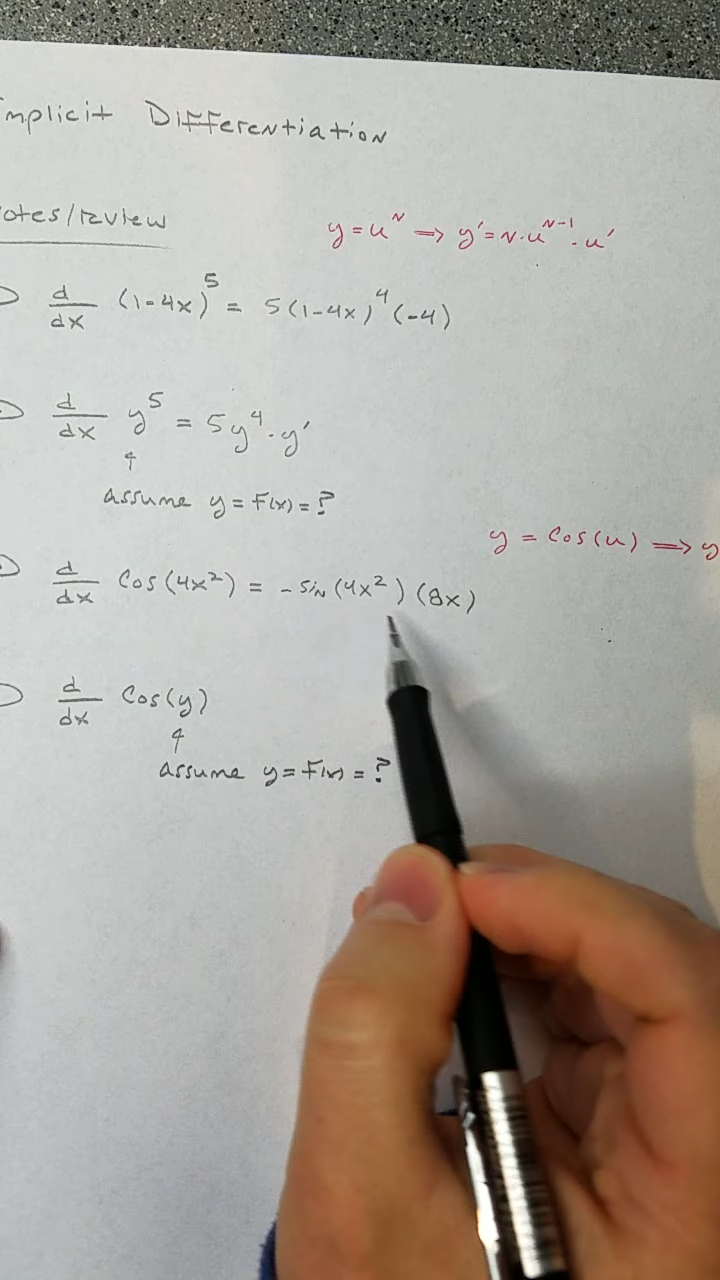 Implicit Differentiation
Notes/review
y = u^N ⟹ y' = N·u^{N-1}·u'
d/dx (1-4x)^5 = 5(1-4x)^4(-4)
d/dx y^5 = 5y^4·y'
assume y = F(x) = ?
y = cos(u) ⟹ y
d/dx cos(4x²) = -sin(4x²)(8x)
d/dx cos(y)
assume y = F(x) = ?